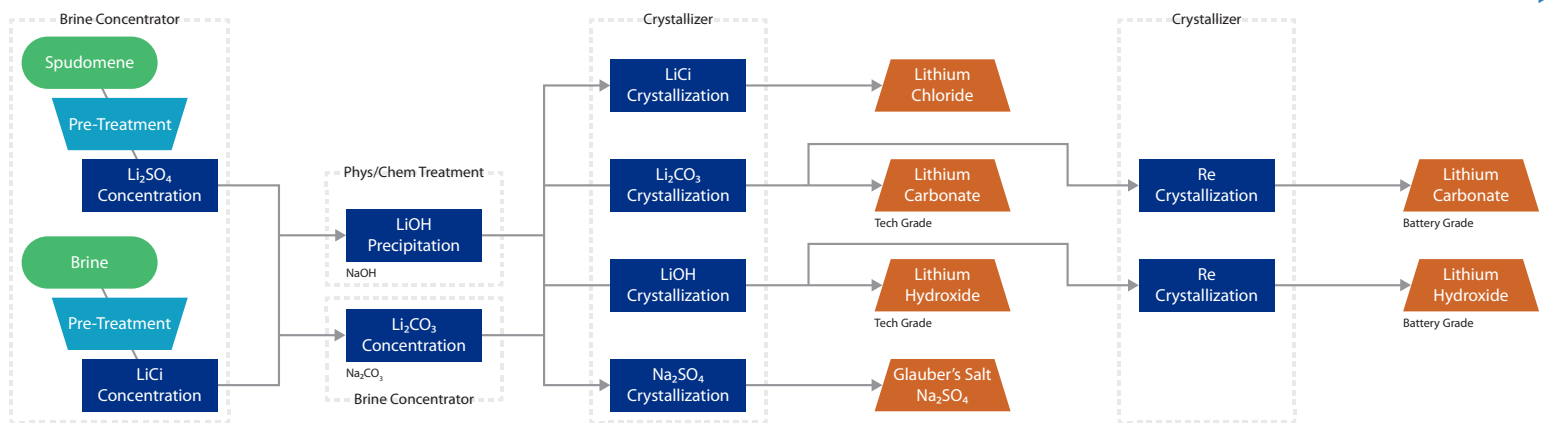 Brine Concentrator
Spudomene
Pre-Treatment
Li₂SO₄
Concentration
Brine
Pre-Treatment
LiCi
Concentration
Phys/Chem Treatment
LiOH
Precipitation
NaOH
Li₂CO₃
Concentration
Na₂CO₃
Brine Concentrator
Crystallizer
LiCi
Crystallization
Li₂CO₃
Crystallization
LiOH
Crystallization
Na₂SO₄
Crystallization
Lithium
Chloride
Lithium
Carbonate
Tech Grade
Lithium
Hydroxide
Tech Grade
Glauber’s Salt
Na₂SO₄
Crystallizer
Re
Crystallization
Re
Crystallization
Lithium
Carbonate
Battery Grade
Lithium
Hydroxide
Battery Grade